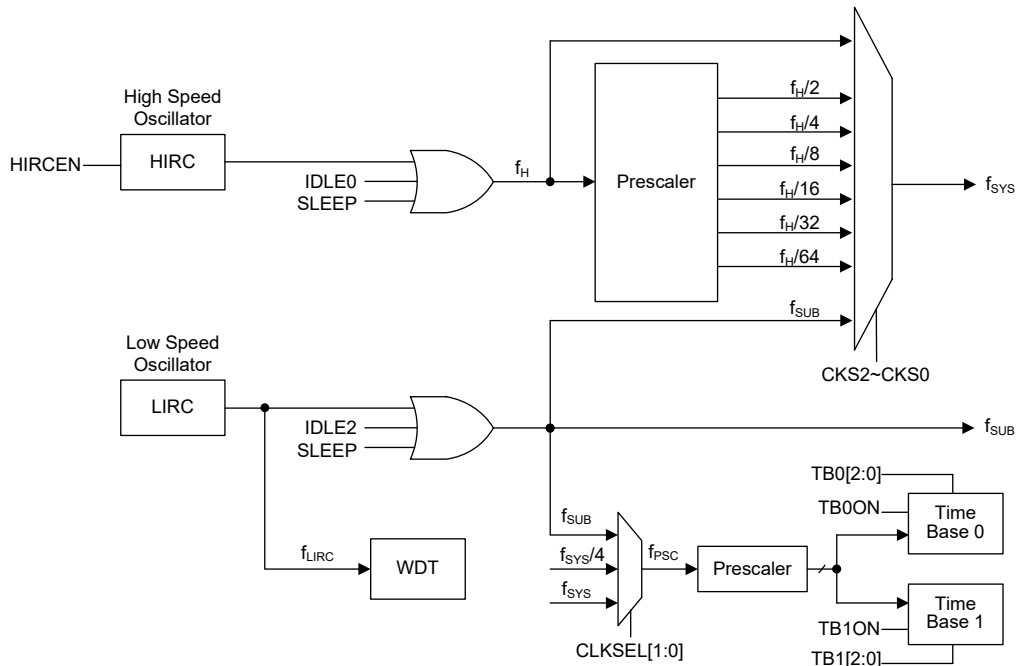 High Speed
Oscillator
HIRCEN
HIRC
IDLE0
SLEEP
fH
Prescaler
fH/2
fH/4
fH/8
fH/16
fH/32
fH/64
fSUB
fSYS
CKS2~CKS0
Low Speed
Oscillator
LIRC
IDLE2
SLEEP
fSUB
fLIRC
WDT
fSUB
fSYS/4
fSYS
CLKSEL[1:0]
fPSC
Prescaler
TB0[2:0]
TB0ON
Time
Base 0
Time
Base 1
TB1ON
TB1[2:0]